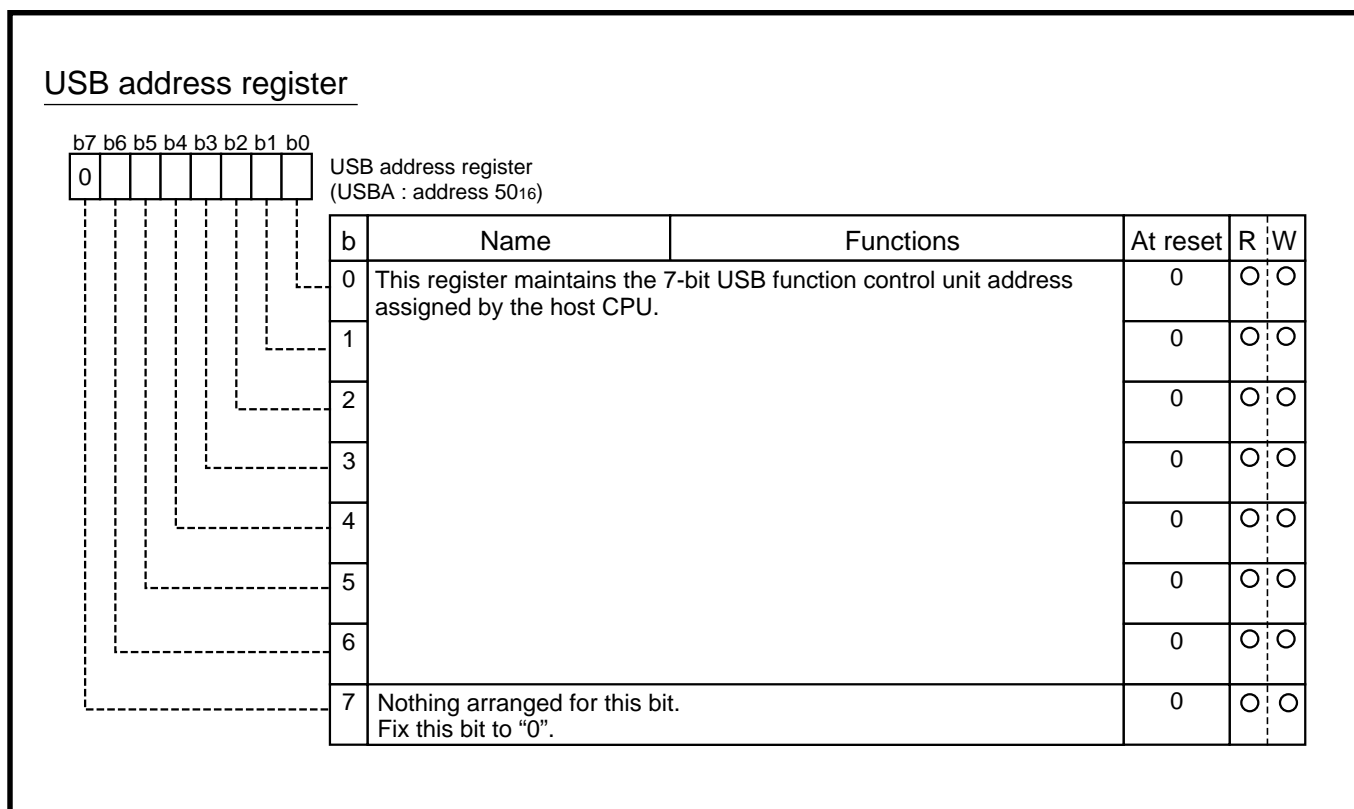 USB address register
b7 b6 b5 b4 b3 b2 b1 b0
0
USB address register
(USBA : address 5016)
b Name Functions At reset R W
0 This register maintains the 7-bit USB function control unit address 0 O O
assigned by the host CPU.
1 0 O O
2 0 O O
3 0 O O
4 0 O O
5 0 O O
6 0 O O
7 Nothing arranged for this bit. 0 O O
Fix this bit to “0”.